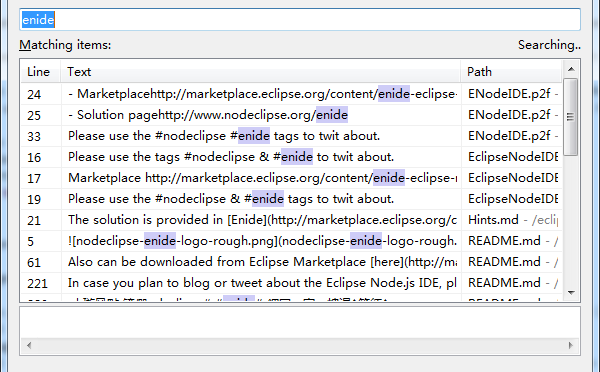 enide
Matching items: Searching..
Line Text Path
24 - Marketplacehttp://marketplace.eclipse.org/content/enide-eclipse- ENodeIDE.p2f -
25 - Solution pagehttp://www.nodeclipse.org/enide ENodeIDE.p2f -
33 Please use the #nodeclipse #enide tags to twit about. ENodeIDE.p2f -
16 Please use the tags #nodeclipse & #enide to twit about. EclipseNodeIDE
17 Marketplace http://marketplace.eclipse.org/content/enide-eclipse-r EclipseNodeIDE
19 Please use the #nodeclipse & #enide tags to twit about. EclipseNodeIDE
21 The solution is provided in [Enide](http://marketplace.eclipse.org/c Hints.md - /eclip
5 ![nodeclipse-enide-logo-rough.png](nodeclipse-enide-logo-rough. README.md - /
61 Also can be downloaded from Eclipse Marketplace [here](http://ma README.md - /
221 In case you plan to blog or tweet about the Eclipse Node.js IDE, pl README.md - /